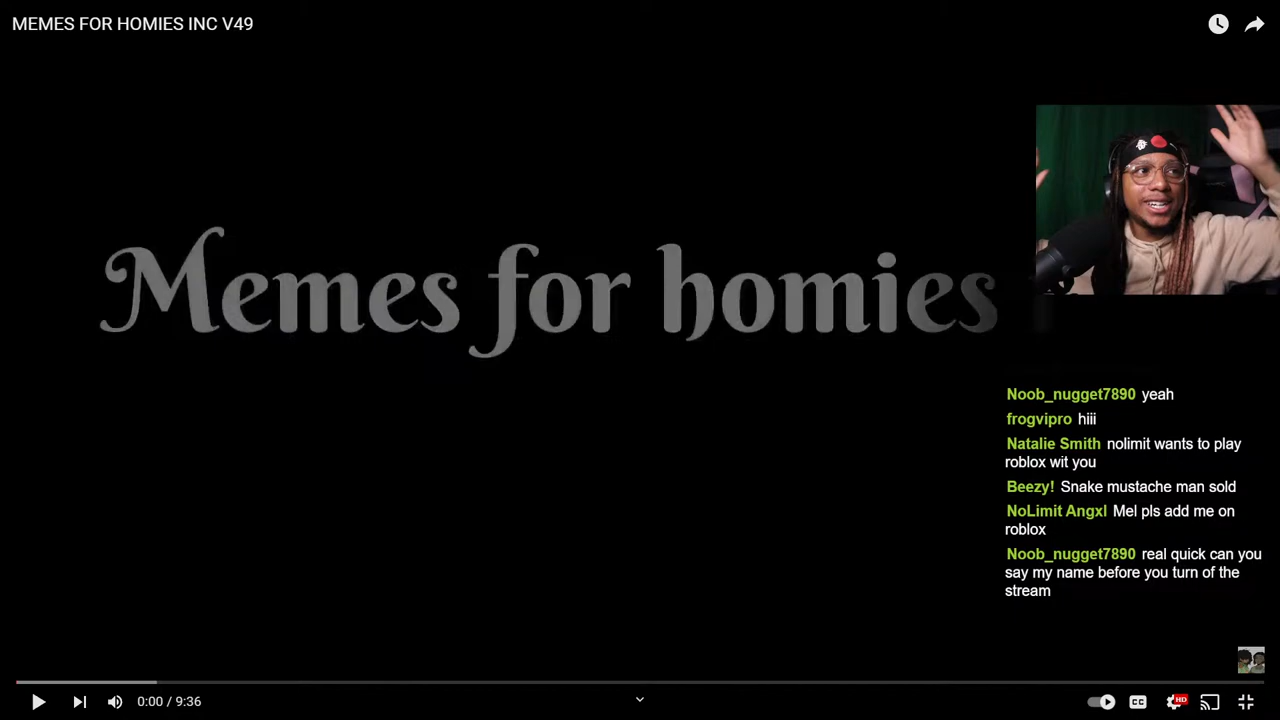 MEMES FOR HOMIES INC V49
Memes for homies
Noob_nugget7890 yeah
frogvipro hiii
Natalie Smith nolimit wants to play
roblox wit you
Beezy! Snake mustache man sold
NoLimit Angxl Mel pls add me on
roblox
Noob_nugget7890 real quick can you
say my name before you turn of the
stream
0:00 / 9:36
CC
HD